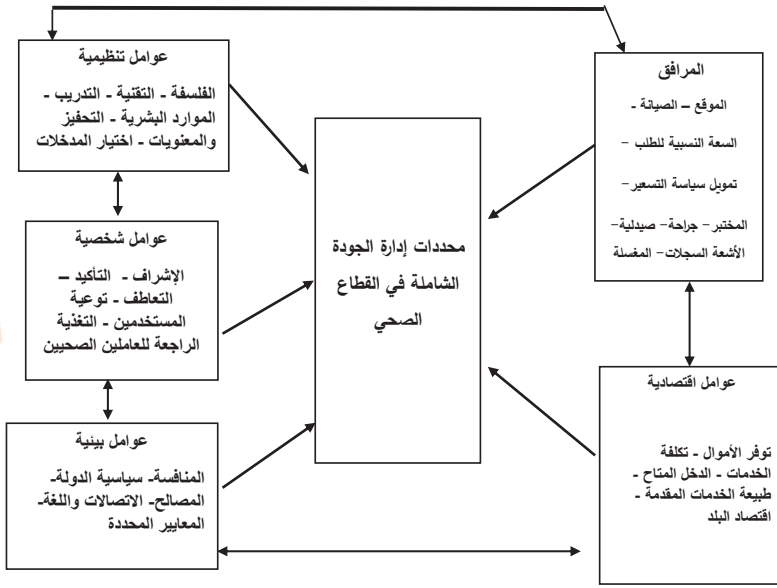 المرافق
الموقع – الصيانة -
السعة النسبية للطلب –
تمويل سياسة التسعير–
المختبر – جراحة – صيدلية–
الأشعة السجلات– المغسلة
عوامل تنظيمية
الفلسفة - التقنية - التدريب -
الموارد البشرية - التحفيز
والمعنويات - اختيار المدخلات
محددات إدارة الجودة
الشاملة في القطاع
الصحي
عوامل شخصية
الإشراف - التأكيد –
التعاطف - توعية
المستخدمين - التغذية
الراجعة للعاملين الصحيين
عوامل اقتصادية
توفر الأموال - تكلفة
الخدمات - الدخل المتاح -
طبيعة الخدمات المقدمة -
اقتصاد البلد
عوامل بيئية
المنافسة- سياسية الدولة-
المصالح- الاتصالات واللغة-
المعايير المحددة